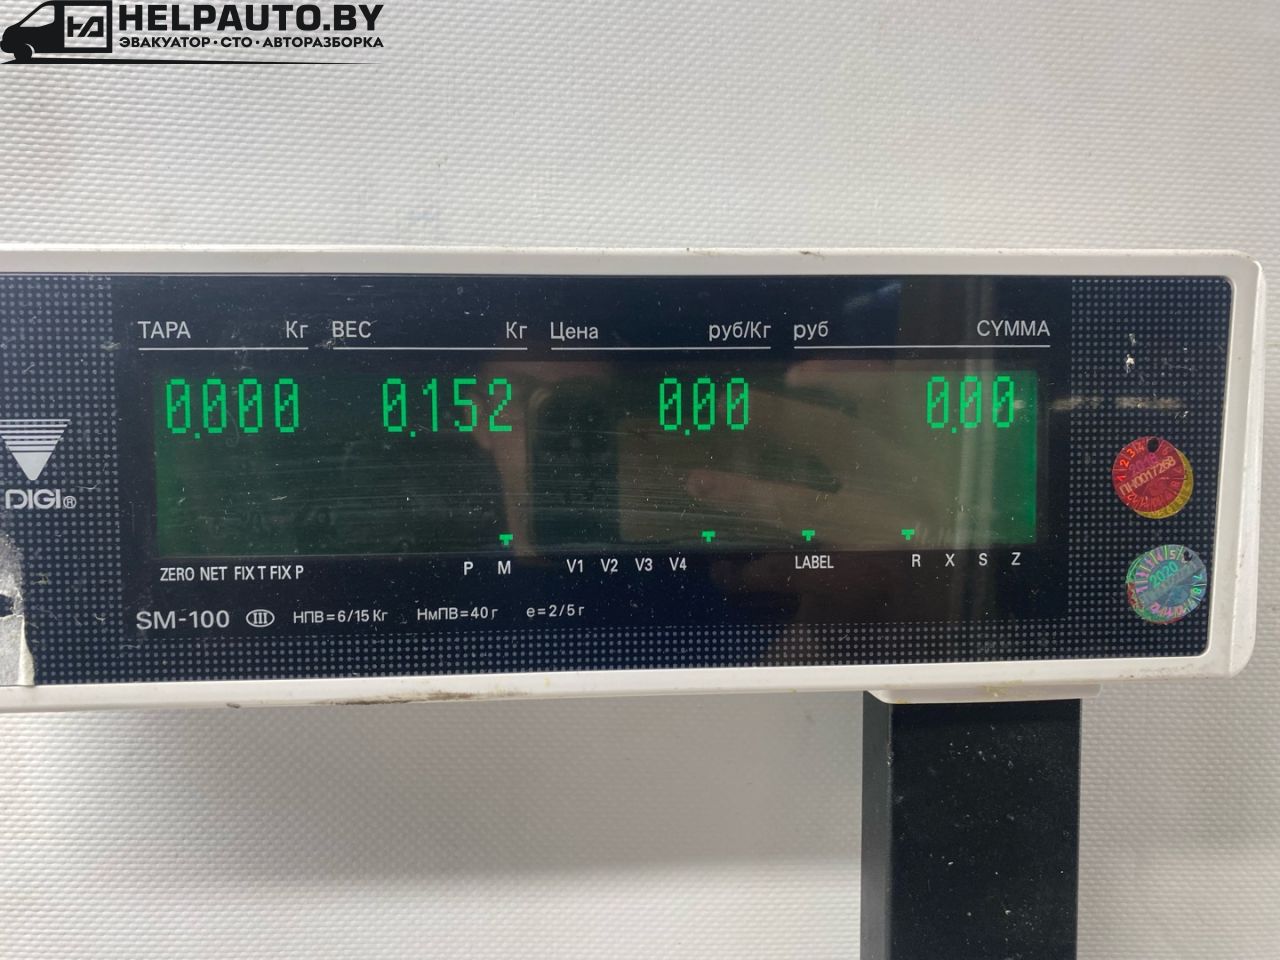 HELPAUTO.BY
ЭВАКУАТОР·СТО·АВТОРАЗБОРКА
ТАРА Кг ВЕС Кг Цена руб/Кг руб СУММА
0.000 0.152 0.00 0.00
DIGI®
ZERO NET FIX T FIX P P M V1 V2 V3 V4 LABEL R X S Z
SM-100 III НПВ=6/15 Кг НмПВ=40 г e=2/5 г
ПН0017268
2020